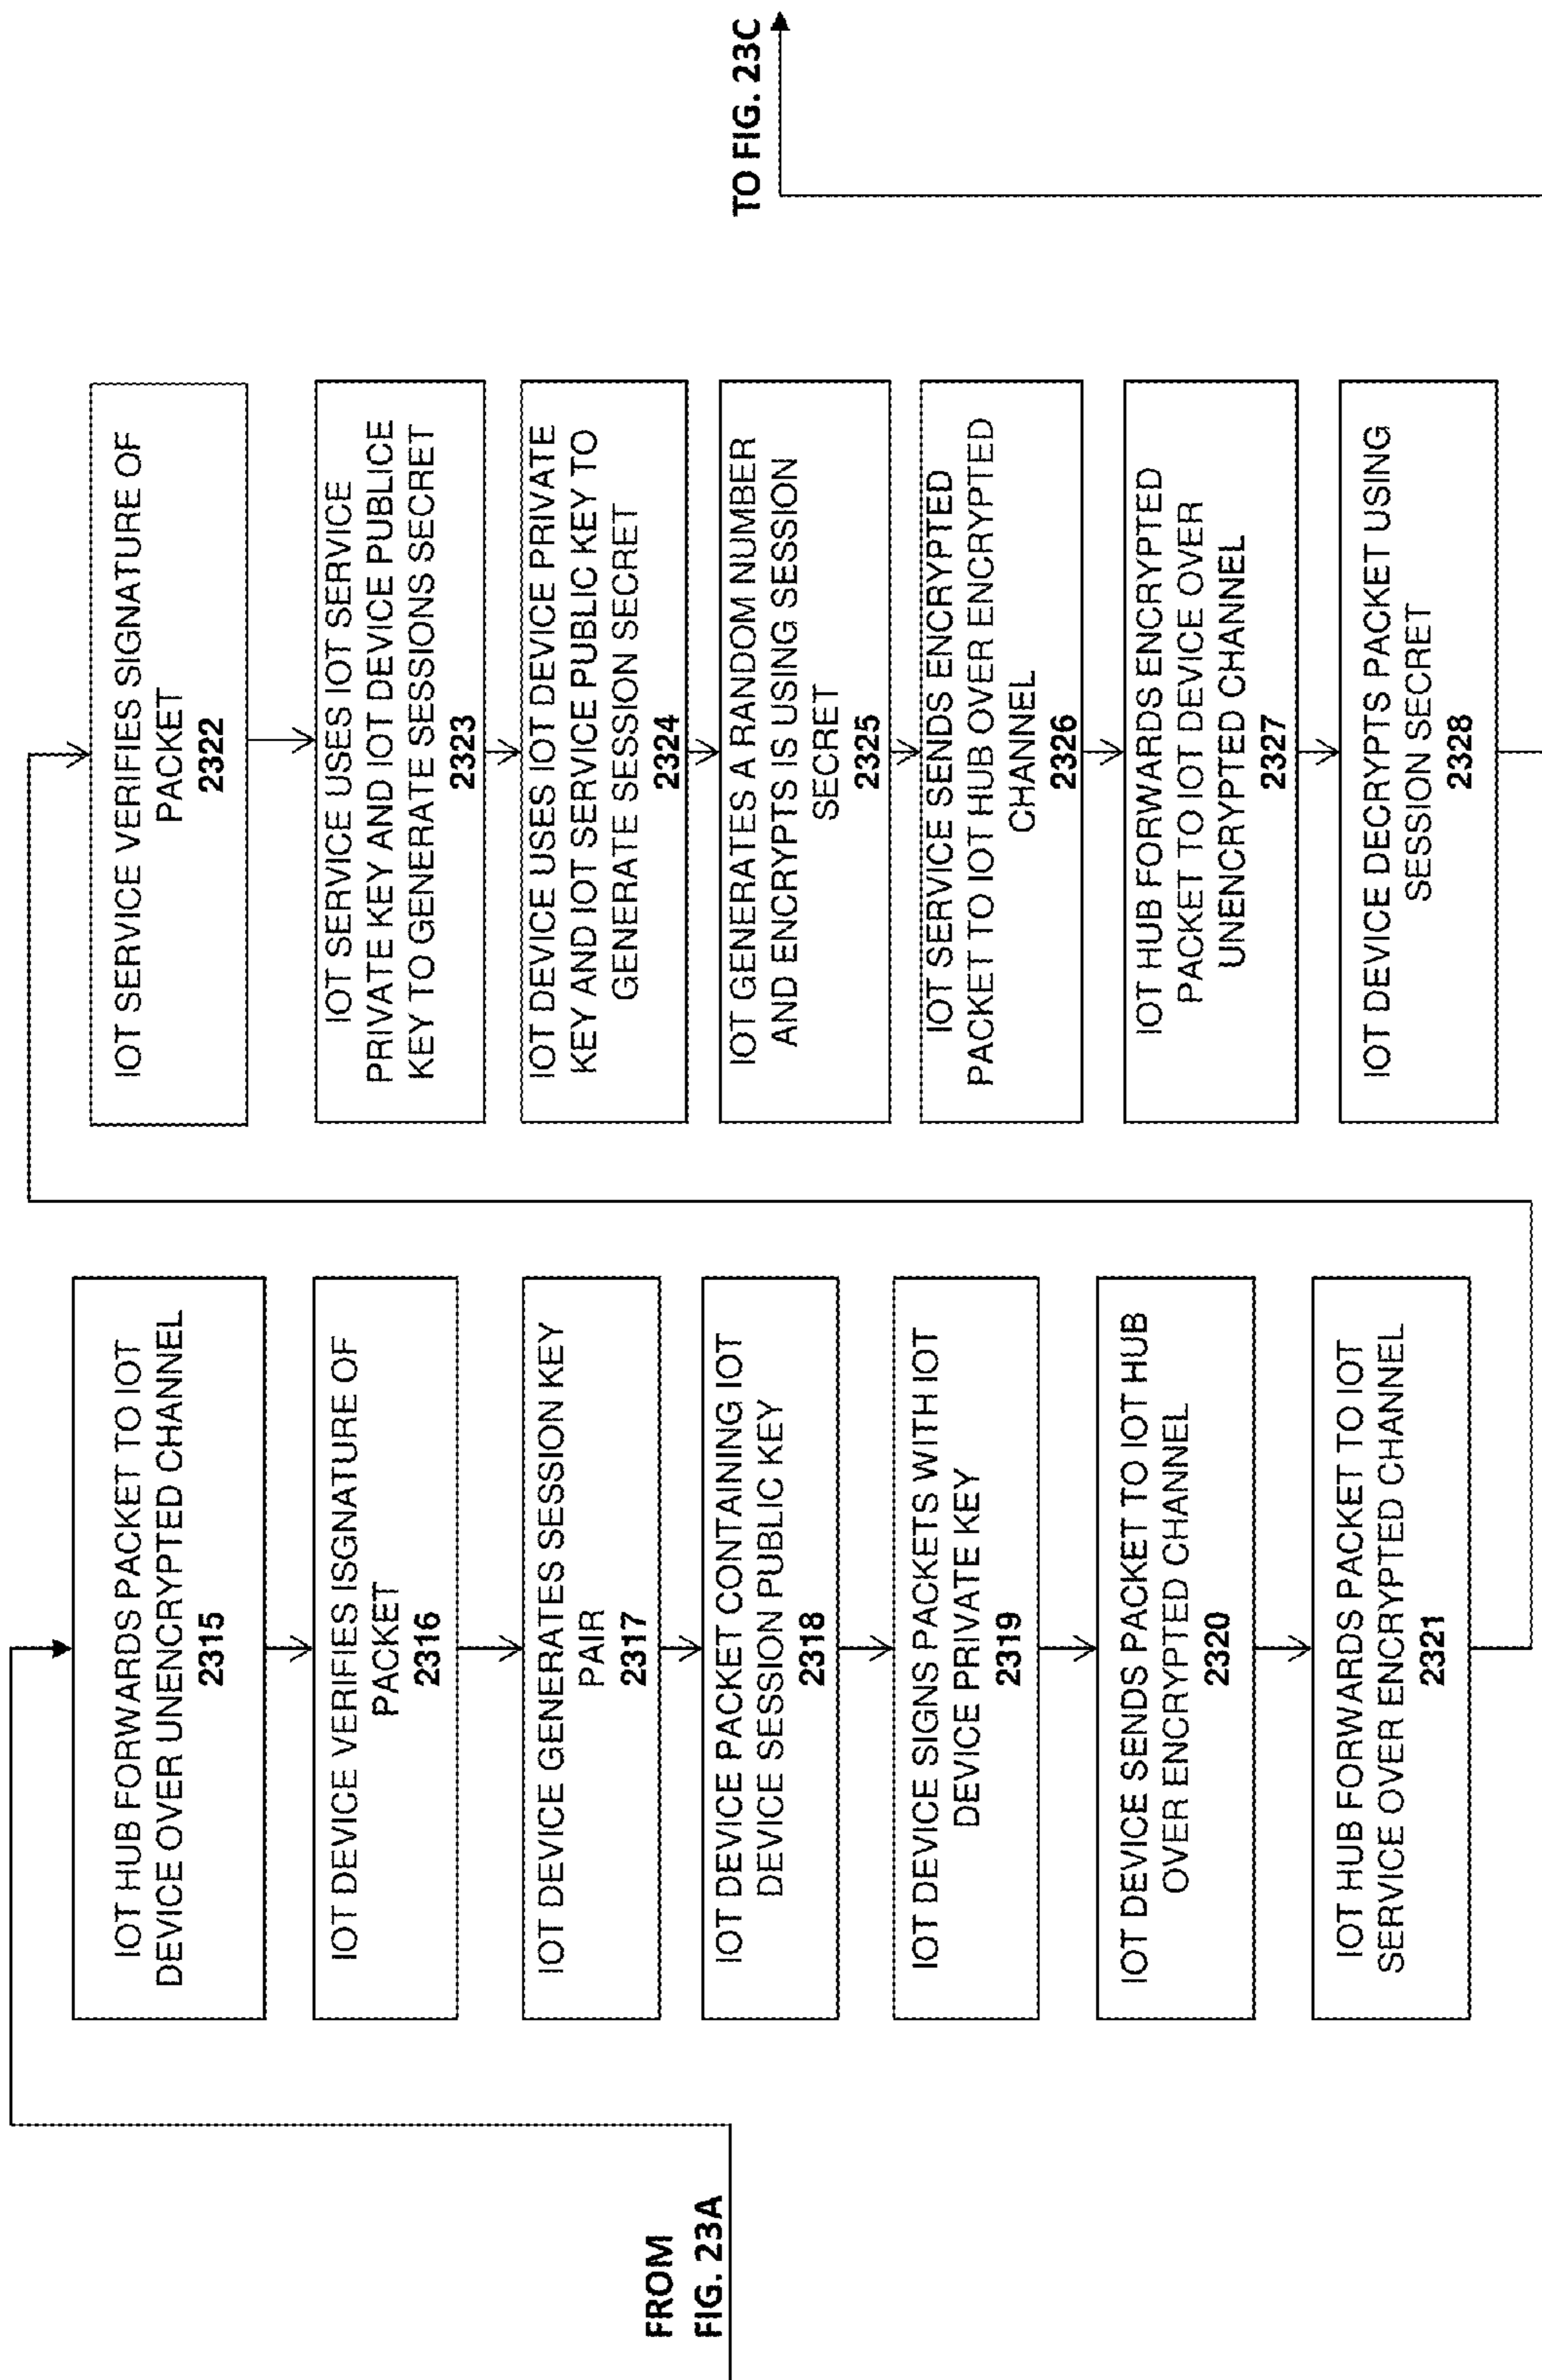 FROM
FIG. 23A
IOT HUB FORWARDS PACKET TO IOT
DEVICE OVER UNENCRYPTED CHANNEL
2315
IOT DEVICE VERIFIES ISGNATURE OF
PACKET
2316
IOT DEVICE GENERATES SESSION KEY
PAIR
2317
IOT DEVICE PACKET CONTAINING IOT
DEVICE SESSION PUBLIC KEY
2318
IOT DEVICE SIGNS PACKETS WITH IOT
DEVICE PRIVATE KEY
2319
IOT DEVICE SENDS PACKET TO IOT HUB
OVER ENCRYPTED CHANNEL
2320
IOT HUB FORWARDS PACKET TO IOT
SERVICE OVER ENCRYPTED CHANNEL
2321
IOT SERVICE VERIFIES SIGNATURE OF
PACKET
2322
IOT SERVICE USES IOT SERVICE
PRIVATE KEY AND IOT DEVICE PUBLICE
KEY TO GENERATE SESSIONS SECRET
2323
IOT DEVICE USES IOT DEVICE PRIVATE
KEY AND IOT SERVICE PUBLIC KEY TO
GENERATE SESSION SECRET
2324
IOT GENERATES A RANDOM NUMBER
AND ENCRYPTS IS USING SESSION
SECRET
2325
IOT SERVICE SENDS ENCRYPTED
PACKET TO IOT HUB OVER ENCRYPTED
CHANNEL
2326
IOT HUB FORWARDS ENCRYPTED
PACKET TO IOT DEVICE OVER
UNENCRYPTED CHANNEL
2327
IOT DEVICE DECRYPTS PACKET USING
SESSION SECRET
2328
TO FIG. 23C